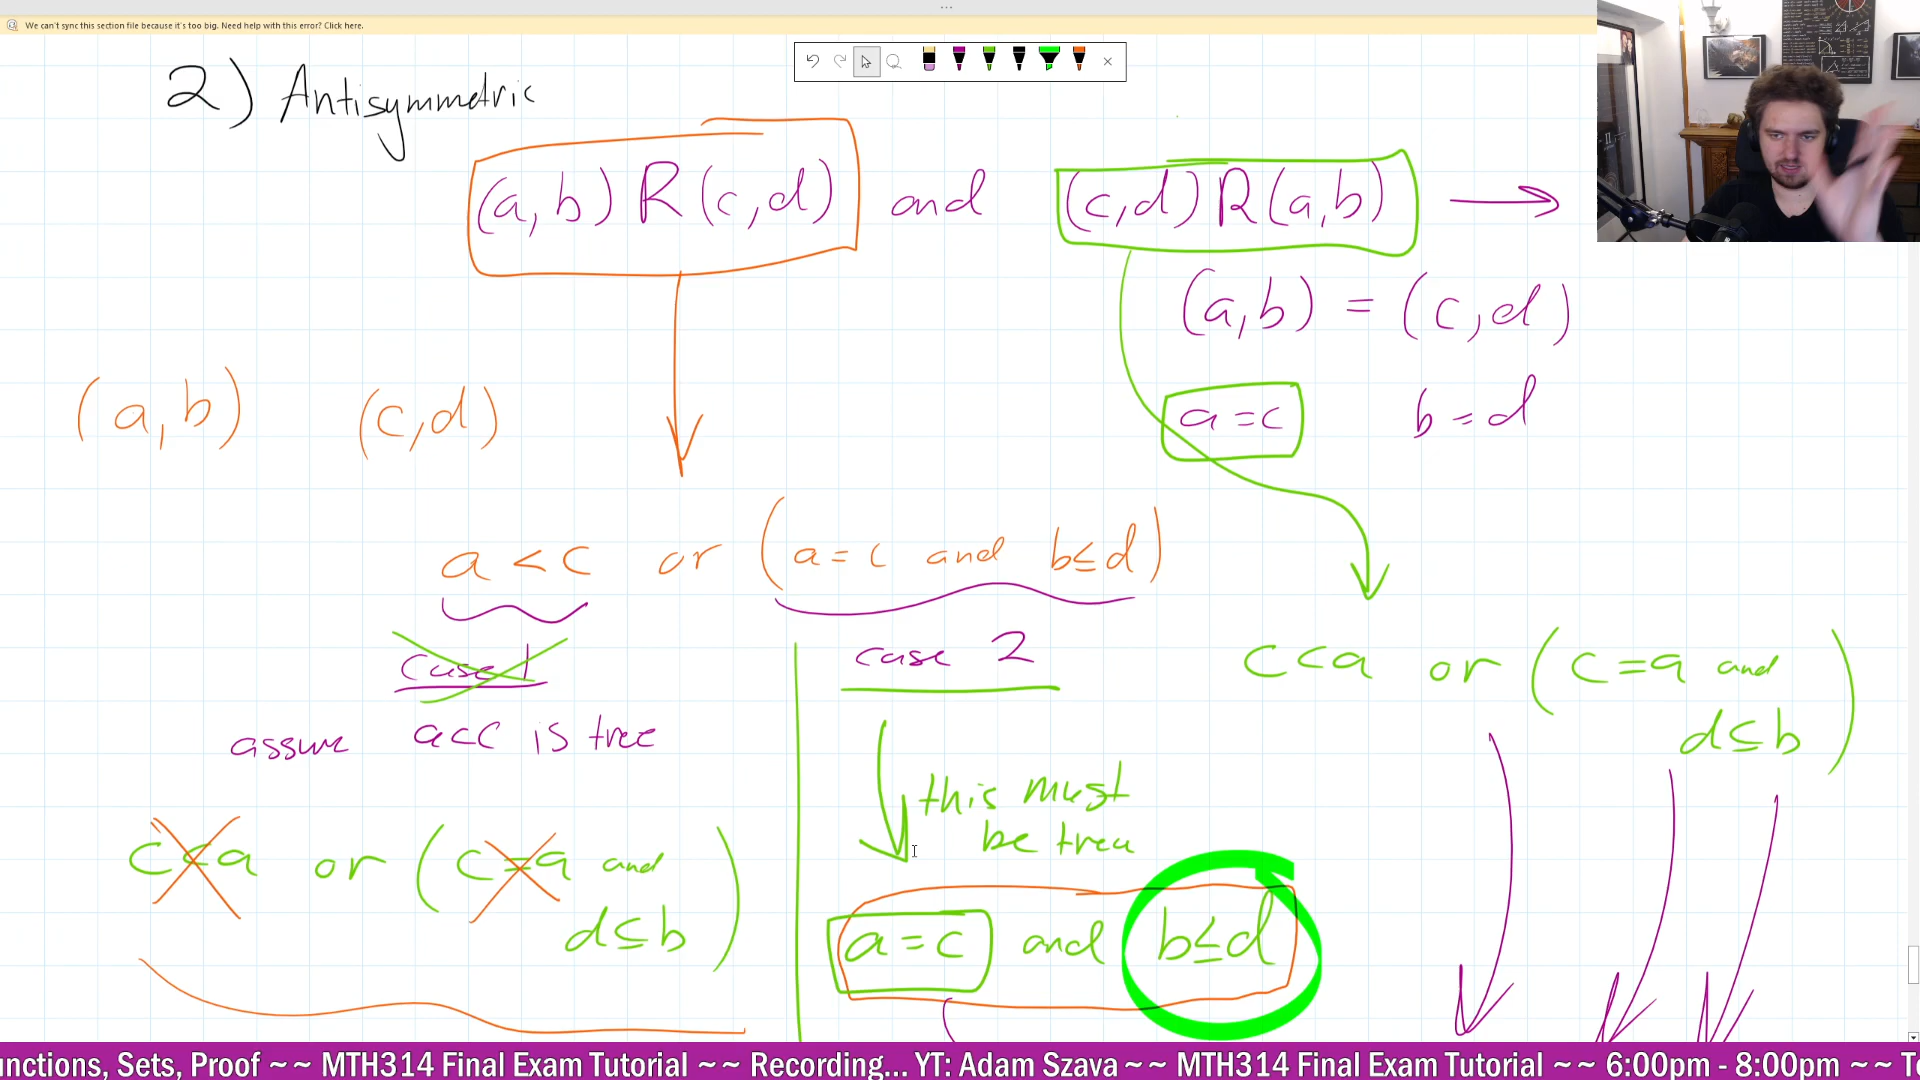 We can't sync this section file because it's too big. Need help with this error? Click here.
2) Antisymmetric
(a,b) R (c,d) and (c,d) R (a,b) →
(a,b) = (c,d)
a=c b=d
(a,b) (c,d)
a < c or (a=c and b≤d)
case 1
case 2
c<a or (c=a and
d≤b)
assume a<c is true
this must
be true
c<a or (c=a and
d≤b)
a=c and b≤d
unctions, Sets, Proof ~~ MTH314 Final Exam Tutorial ~~ Recording... YT: Adam Szava ~~ MTH314 Final Exam Tutorial ~~ 6:00pm - 8:00pm ~~